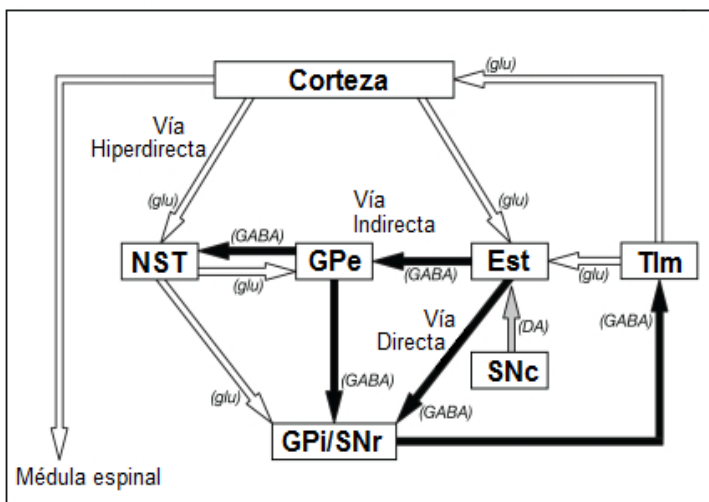 (glu)
Corteza
Vía
Hiperdirecta
(glu)
(glu)
Vía
Indirecta
(GABA)
NST
GPe
Est
Tlm
(glu)
(GABA)
(glu)
(GABA)
Vía
Directa
(DA)
SNc
(GABA)
(glu)
(GABA)
GPi/SNr
Médula espinal